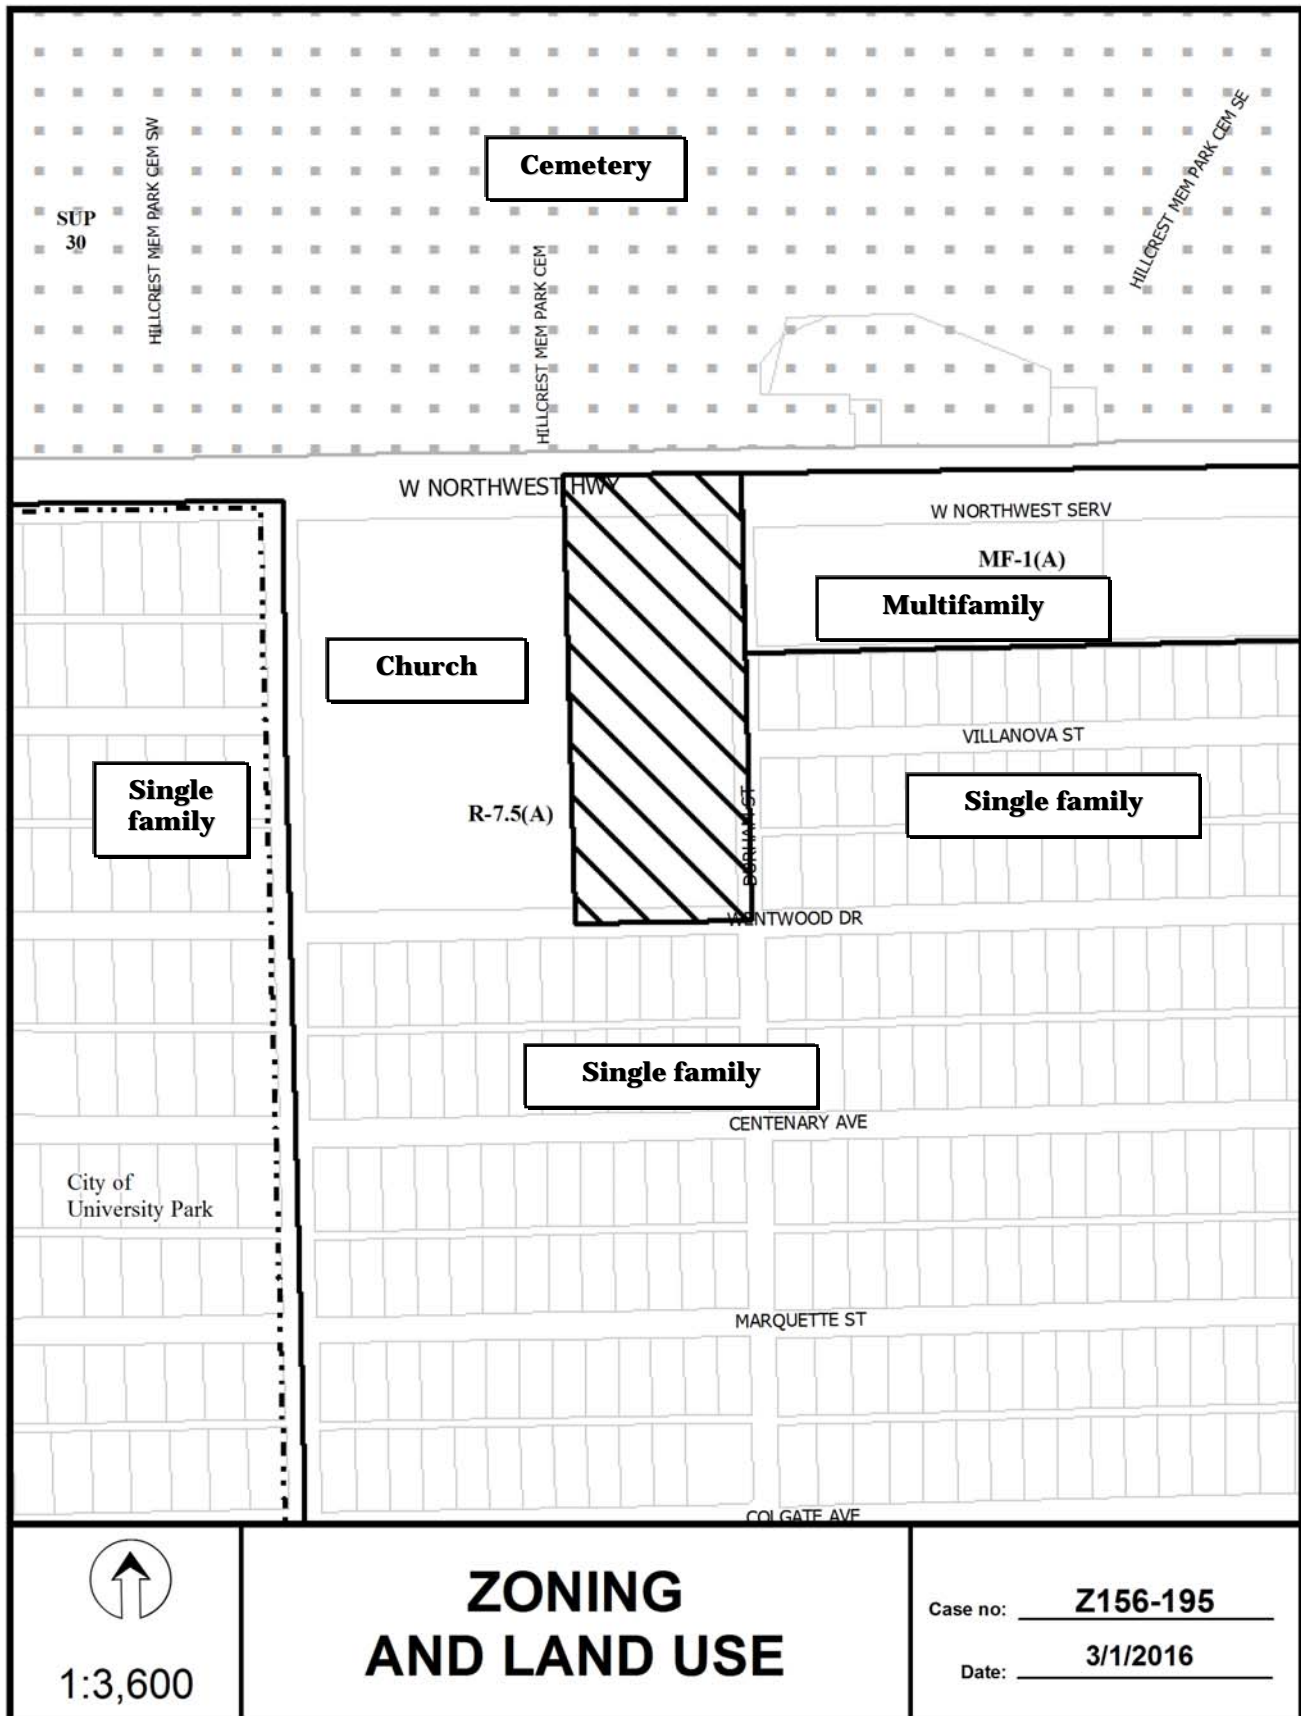 Cemetery
SUP
30
HILLCREST MEM PARK CEM SW
HILLCREST MEM PARK CEM
HILLCREST MEM PARK CEM SE
W NORTHWEST HWY
W NORTHWEST SERV
MF-1(A)
Multifamily
Church
VILLANOVA ST
Single
family
Single family
R-7.5(A)
DURHAM ST
WENTWOOD DR
Single family
CENTENARY AVE
City of
University Park
MARQUETTE ST
COLGATE AVE
1:3,600
ZONING
AND LAND USE
Case no: Z156-195
Date: 3/1/2016